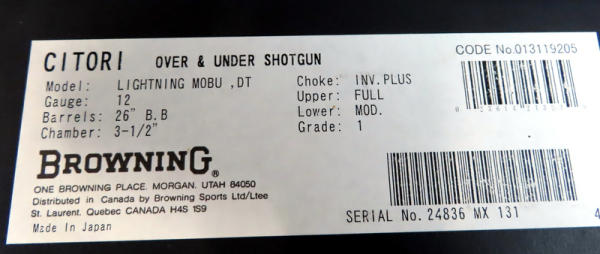 CITORI OVER & UNDER SHOTGUN CODE No.013119205
Model: LIGHTNING MOBU ,DT Choke: INV.PLUS
Gauge: 12 Upper: FULL
Barrels: 26" B.B Lower: MOD.
Chamber: 3-1/2" Grade: 1
BROWNING®
ONE BROWNING PLACE. MORGAN. UTAH 84050
Distributed in Canada by Browning Sports Ltd/Ltee
St. Laurent. Quebec CANADA H4S 1S9
Made In Japan
SERIAL No. 24836 MX 131
4